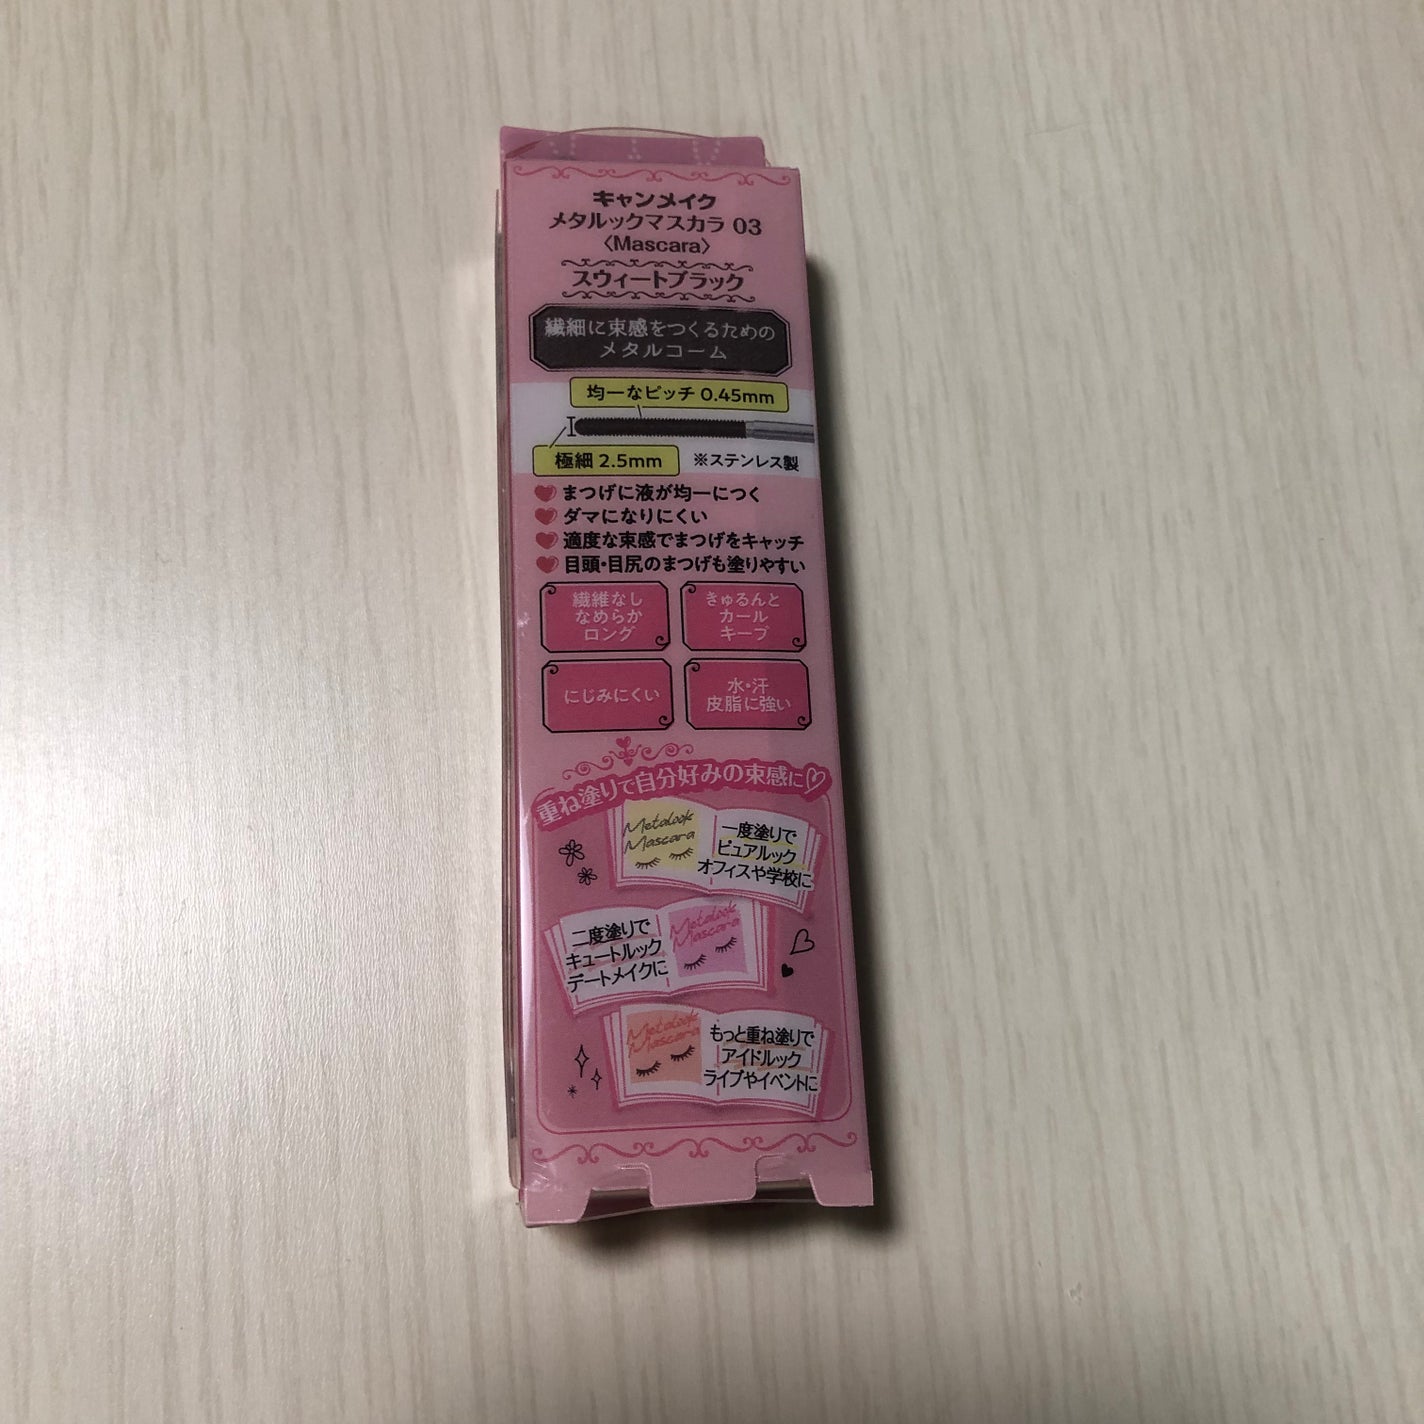 キャンメイク
メタルックマスカラ 03
〈Mascara〉
スウィートブラック
繊細に束感をつくるための
メタルコーム
均一なピッチ 0.45mm
極細 2.5mm ※ステンレス製
まつげに液が均一につく
ダマになりにくい
適度な束感でまつげをキャッチ
目頭・目尻のまつげも塗りやすい
繊維なし
なめらか
ロング
きゅるんと
カール
キープ
にじみにくい
水・汗
皮脂に強い
重ね塗りで自分好みの束感に♡
Metalook
Mascara
一度塗りで
ピュアルック
オフィスや学校に
二度塗りで
キュートルック
デートメイクに
Metalook
Mascara
Metalook
Mascara
もっと重ね塗りで
アイドルック
ライブやイベントに